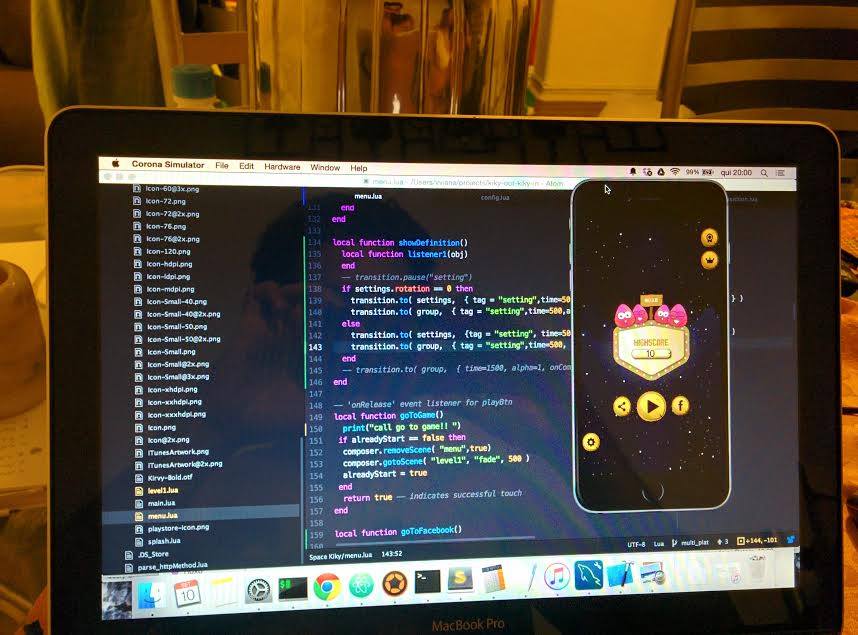 Corona Simulator File Edit Hardware Window Help 99% qui 20:00
menu.lua - /Users/vviana/projects/kiky-out-kiky-in - Atom
menu.lua config.lua
Icon-60@3x.png
Icon-72.png
Icon-72@2x.png
Icon-76.png
Icon-76@2x.png
Icon-120.png
Icon-hdpi.png
Icon-ldpi.png
Icon-mdpi.png
Icon-Small-40.png
Icon-Small-40@2x.png
Icon-Small-50.png
Icon-Small-50@2x.png
Icon-Small.png
Icon-Small@2x.png
Icon-Small@3x.png
Icon-xhdpi.png
Icon-xxhdpi.png
Icon-xxxhdpi.png
Icon.png
Icon@2x.png
iTunesArtwork.png
iTunesArtwork@2x.png
Kirvy-Bold.otf
level1.lua
main.lua
menu.lua
playstore-icon.png
splash.lua
.DS_Store
parse_httpMethod.lua
131 end
132 end
133
134 local function showDefinition()
135 local function listener1(obj)
136 end
137 -- transition.pause("setting")
138 if settings.rotation == 0 then
139 transition.to( settings, { tag = "setting",time=50 } )
140 transition.to( group, { tag = "setting",time=500,a
141 else
142 transition.to( settings, {tag = "setting", time=50 )
143 transition.to( group, { tag = "setting",time=500,
144 end
145 -- transition.to( group, { time=1500, alpha=1, onCom
146 end
147
148 -- 'onRelease' event listener for playBtn
149 local function goToGame()
150 print("call go to game!! ")
151 if alreadyStart == false then
152 composer.removeScene( "menu",true)
153 composer.gotoScene( "level1", "fade", 500 )
154 alreadyStart = true
155 end
156 return true -- indicates successful touch
157 end
158
159 local function goToFacebook()
160
HIGHSCORE
10
Space Kiky/menu.lua 143:52 UTF-8 Lua multi_plat 3 +144, -101
MacBook Pro